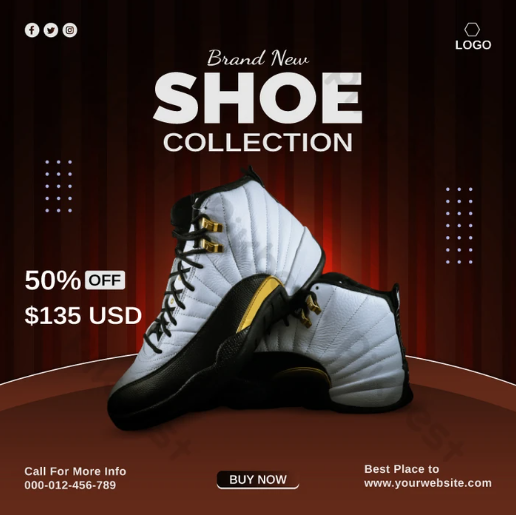 LOGO
Brand New
SHOE
COLLECTION
50% OFF
$135 USD
Call For More Info
000-012-456-789
BUY NOW
Best Place to
www.yourwebsite.com